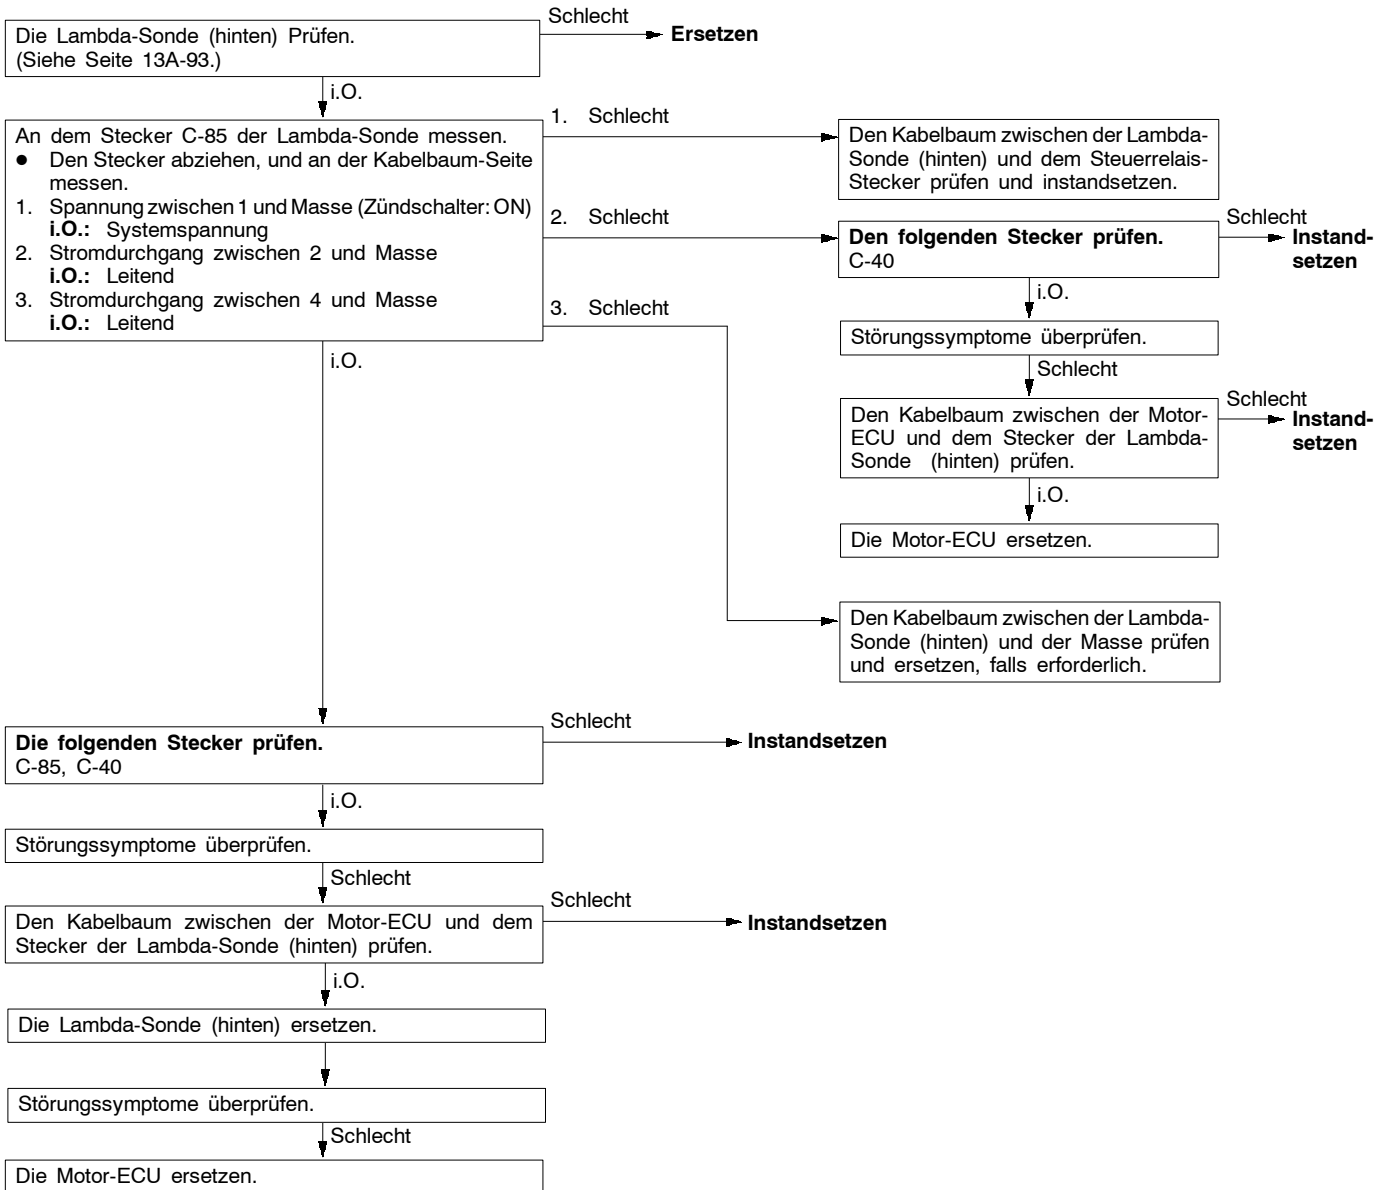 Die Lambda-Sonde (hinten) Prüfen.
(Siehe Seite 13A-93.)
Schlecht
Ersetzen
i.O.
An dem Stecker C-85 der Lambda-Sonde messen.
● Den Stecker abziehen, und an der Kabelbaum-Seite
messen.
1. Spannung zwischen 1 und Masse (Zündschalter: ON)
i.O.: Systemspannung
2. Stromdurchgang zwischen 2 und Masse
i.O.: Leitend
3. Stromdurchgang zwischen 4 und Masse
i.O.: Leitend
1. Schlecht
Den Kabelbaum zwischen der Lambda-
Sonde (hinten) und dem Steuerrelais-
Stecker prüfen und instandsetzen.
2. Schlecht
Den folgenden Stecker prüfen.
C-40
Schlecht
Instand-
setzen
i.O.
Störungssymptome überprüfen.
Schlecht
Den Kabelbaum zwischen der Motor-
ECU und dem Stecker der Lambda-
Sonde (hinten) prüfen.
Schlecht
Instand-
setzen
i.O.
Die Motor-ECU ersetzen.
3. Schlecht
Den Kabelbaum zwischen der Lambda-
Sonde (hinten) und der Masse prüfen
und ersetzen, falls erforderlich.
i.O.
Die folgenden Stecker prüfen.
C-85, C-40
Schlecht
Instandsetzen
i.O.
Störungssymptome überprüfen.
Schlecht
Den Kabelbaum zwischen der Motor-ECU und dem
Stecker der Lambda-Sonde (hinten) prüfen.
Schlecht
Instandsetzen
i.O.
Die Lambda-Sonde (hinten) ersetzen.
Störungssymptome überprüfen.
Schlecht
Die Motor-ECU ersetzen.